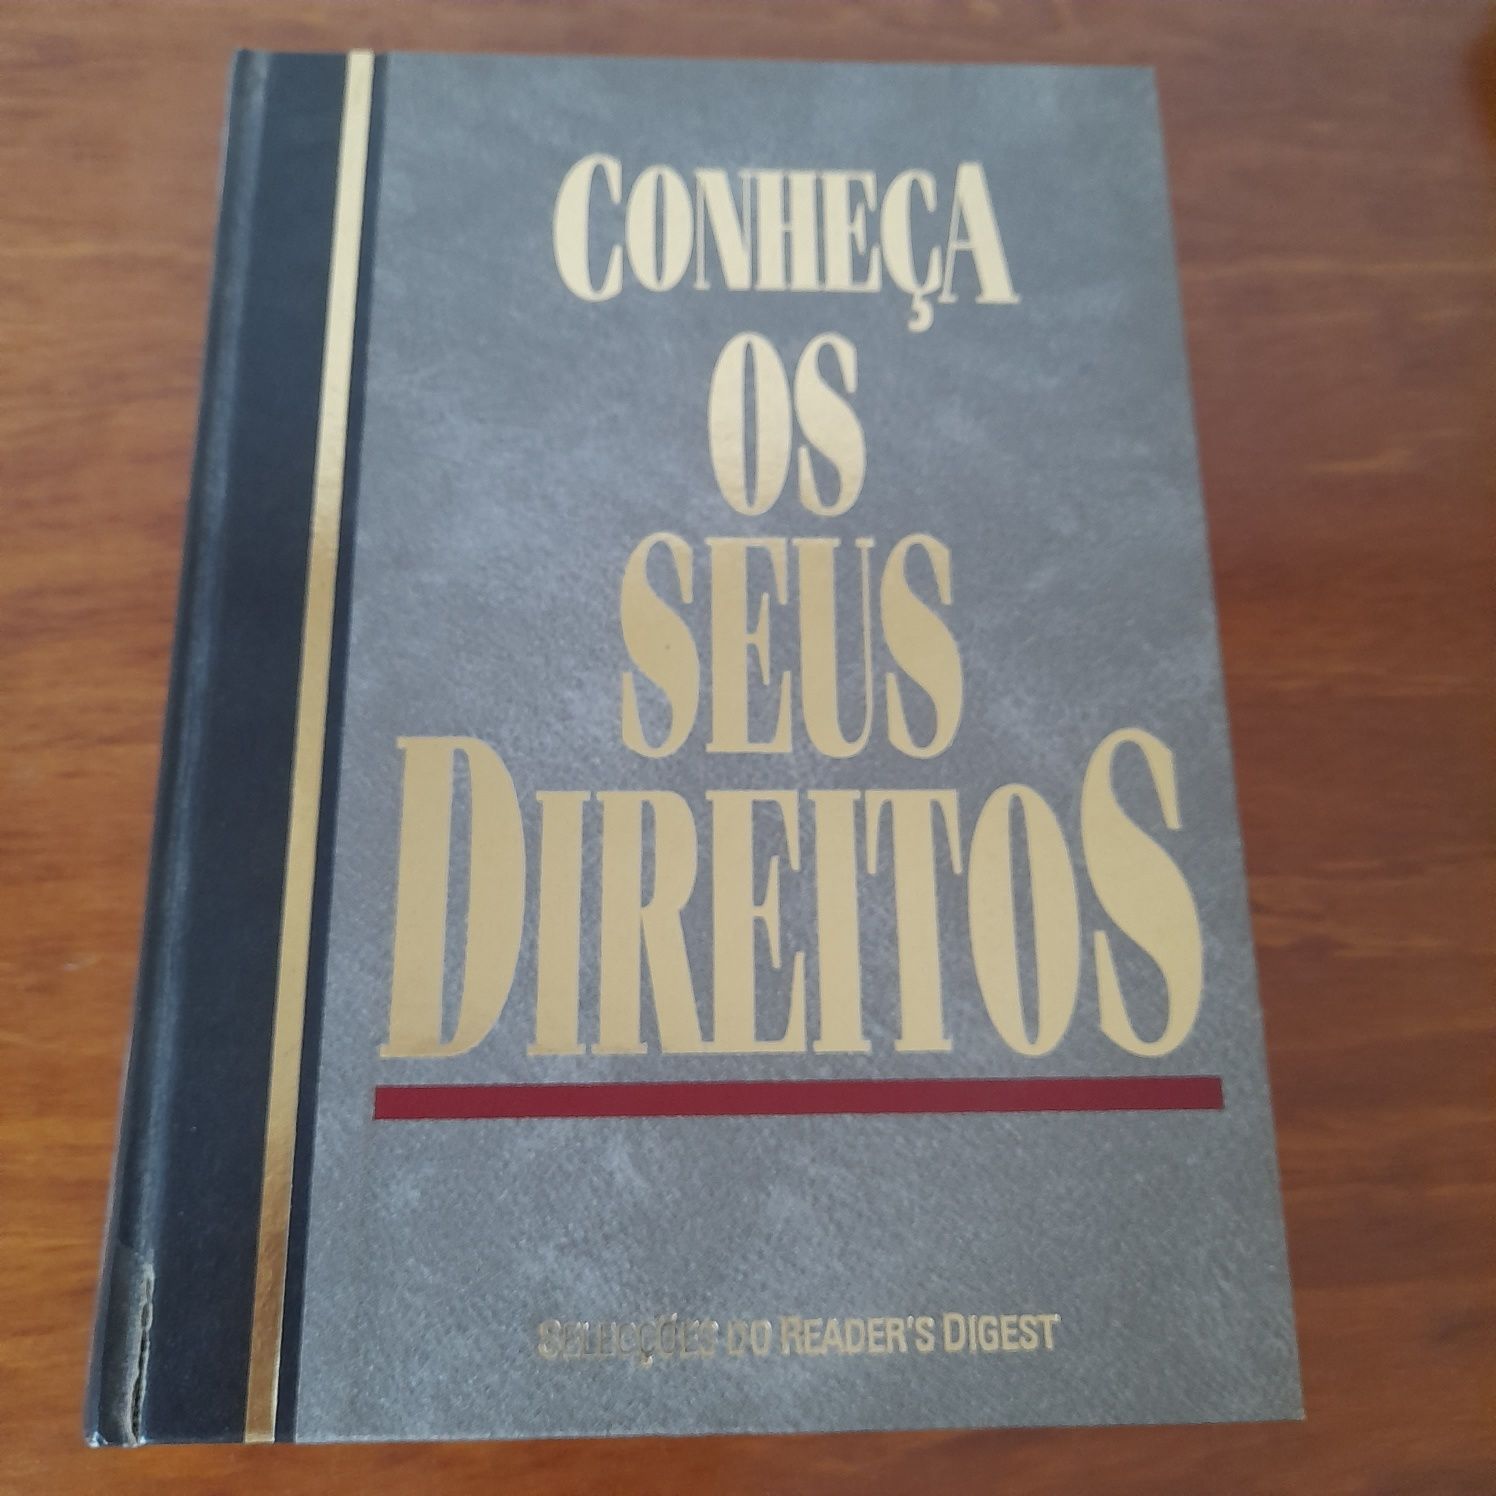 CONHEÇA
OS
SEUS
DIREITOS
SELECÇÕES DO READER'S DIGEST